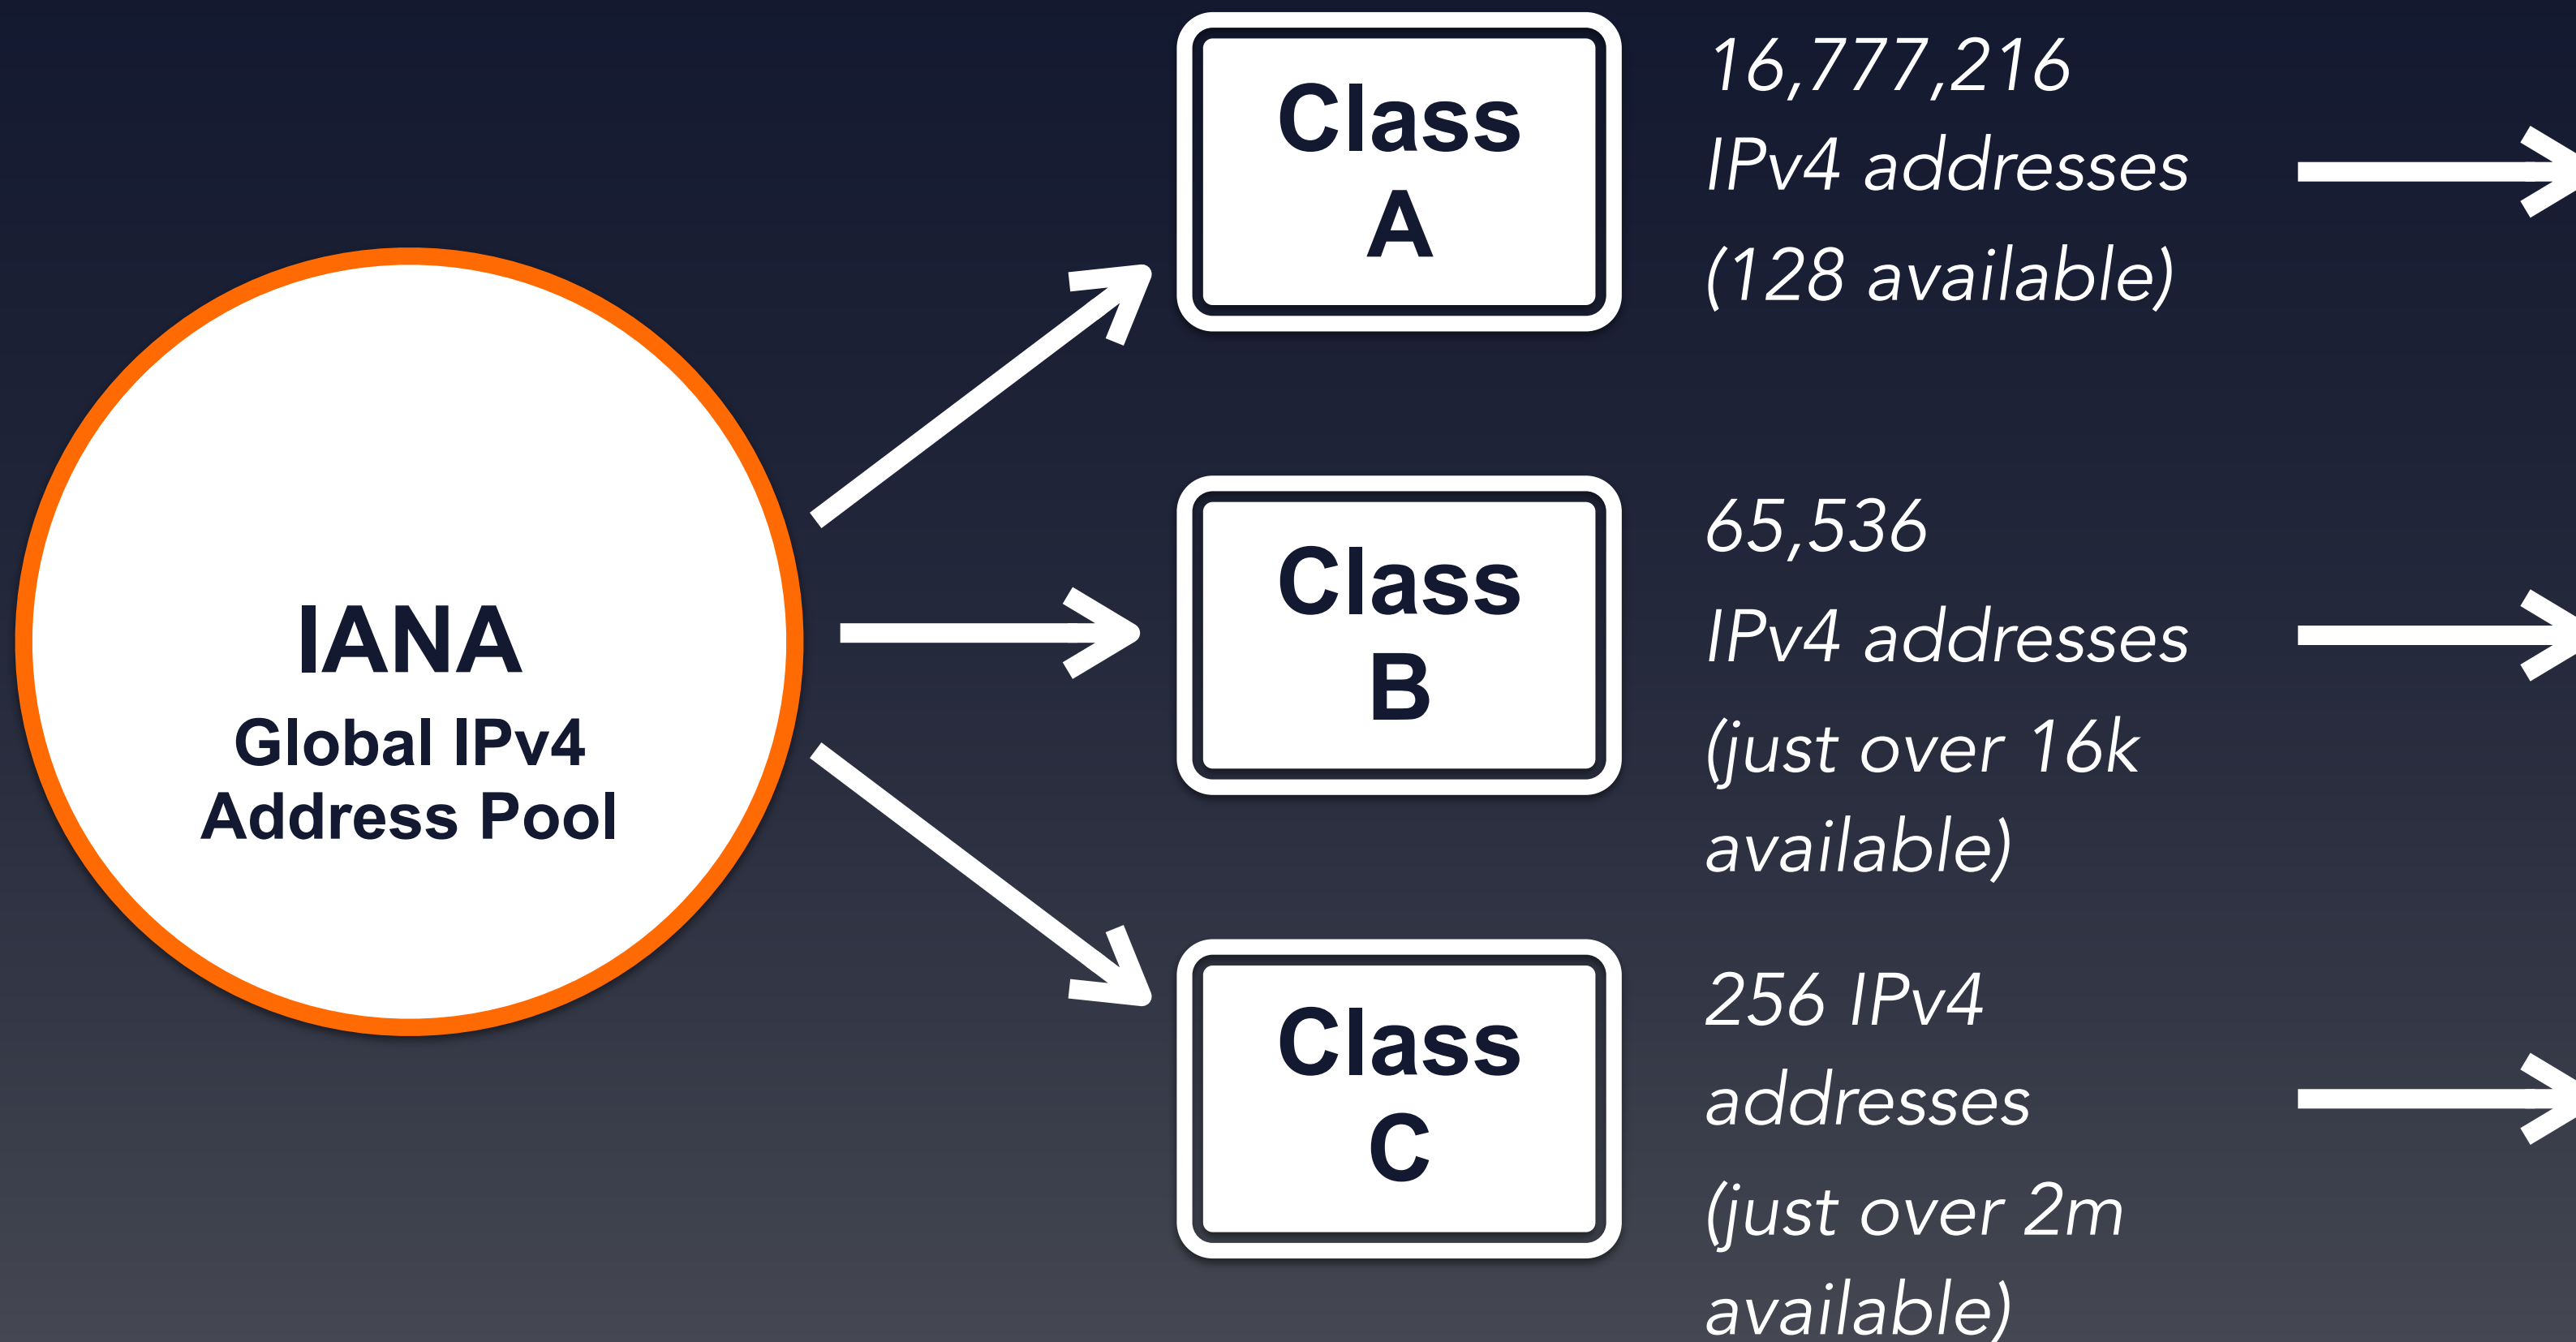 IANA
Global IPv4
Address Pool
Class
A
16,777,216
IPv4 addresses
(128 available)
Class
B
65,536
IPv4 addresses
(just over 16k
available)
Class
C
256 IPv4
addresses
(just over 2m
available)